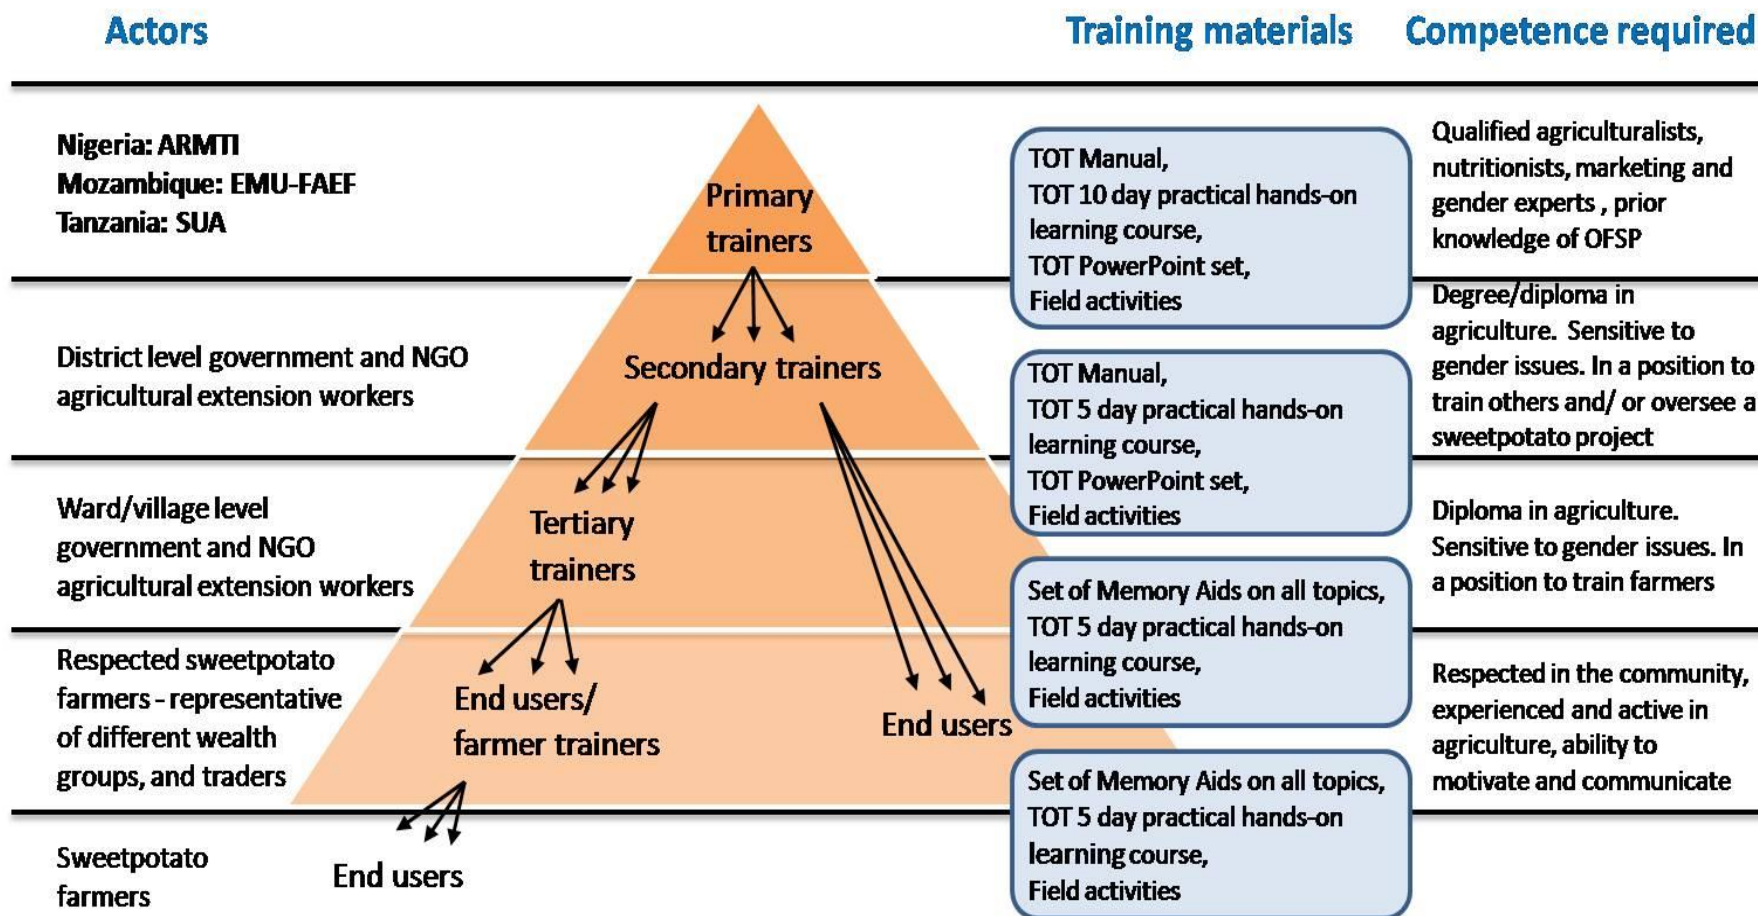 Actors
Training materials
Competence required
Nigeria: ARMTI
Mozambique: EMU-FAEF
Tanzania: SUA
Primary
trainers
TOT Manual,
TOT 10 day practical hands-on
learning course,
TOT PowerPoint set,
Field activities
Qualified agriculturalists,
nutritionists, marketing and
gender experts , prior
knowledge of OFSP
District level government and NGO
agricultural extension workers
Secondary trainers
TOT Manual,
TOT 5 day practical hands-on
learning course,
TOT PowerPoint set,
Field activities
Degree/diploma in
agriculture. Sensitive to
gender issues. In a position to
train others and/ or oversee a
sweetpotato project
Ward/village level
government and NGO
agricultural extension workers
Tertiary
trainers
Set of Memory Aids on all topics,
TOT 5 day practical hands-on
learning course,
Field activities
Diploma in agriculture.
Sensitive to gender issues. In
a position to train farmers
Respected sweetpotato
farmers - representative
of different wealth
groups, and traders
End users/
farmer trainers
End users
Set of Memory Aids on all topics,
TOT 5 day practical hands-on
learning course,
Field activities
Respected in the community,
experienced and active in
agriculture, ability to
motivate and communicate
Sweetpotato
farmers
End users